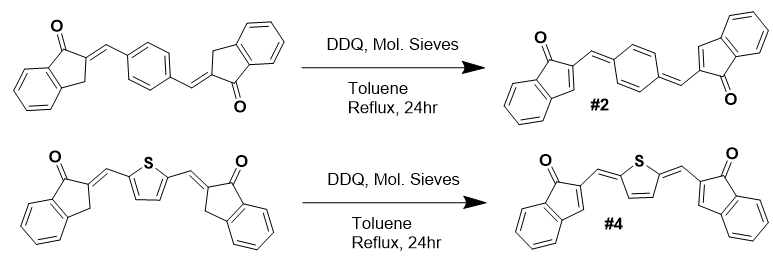 O
O
DDQ, Mol. Sieves
Toluene
Reflux, 24hr
O
O
#2
O
S
O
DDQ, Mol. Sieves
Toluene
Reflux, 24hr
O
S
O
#4